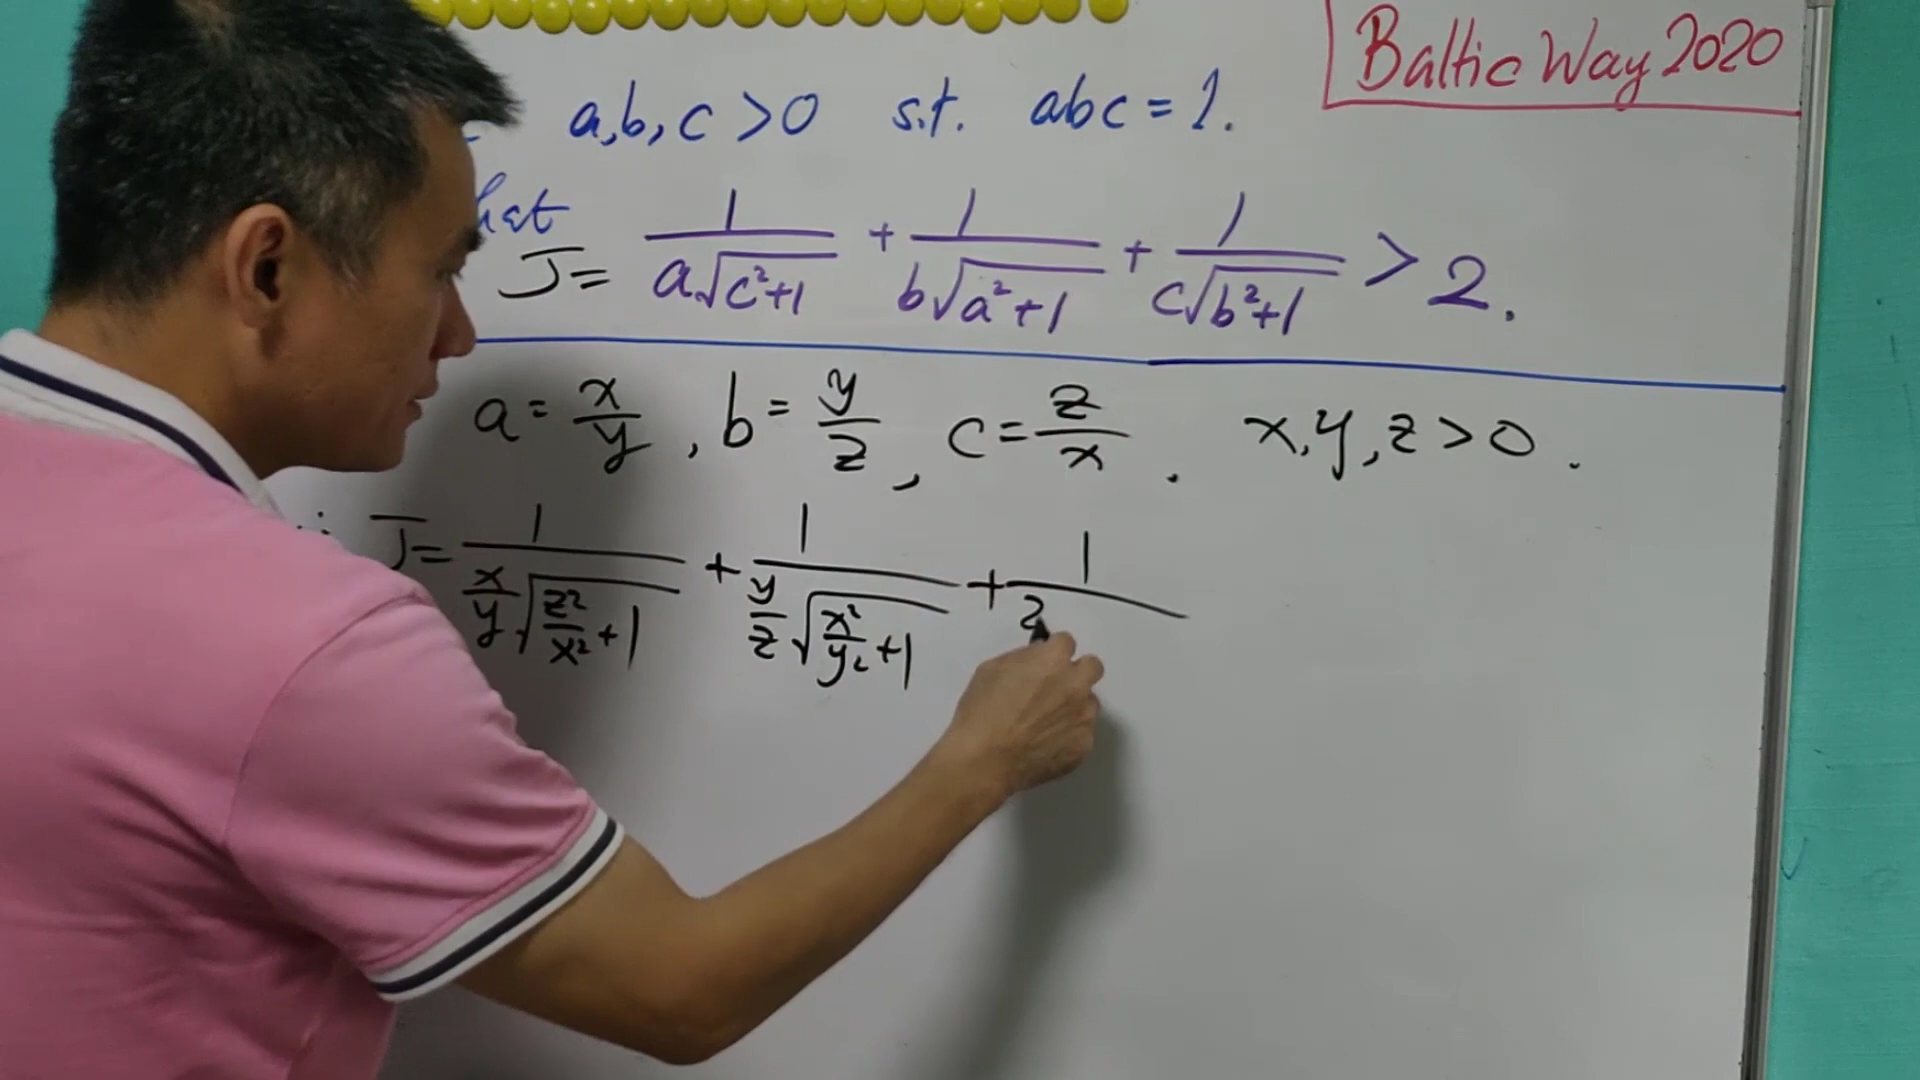 Baltic Way 2020
a,b,c >0 s.t. abc = 1.
J = 1/(a√(c²+1)) + 1/(b√(a²+1)) + 1/(c√(b²+1)) > 2.
a = x/y, b = y/z, c = z/x. x,y,z > 0.
J = 1/((x/y)√(z²/x²+1)) + 1/((y/z)√(x²/y²+1)) + 1/z